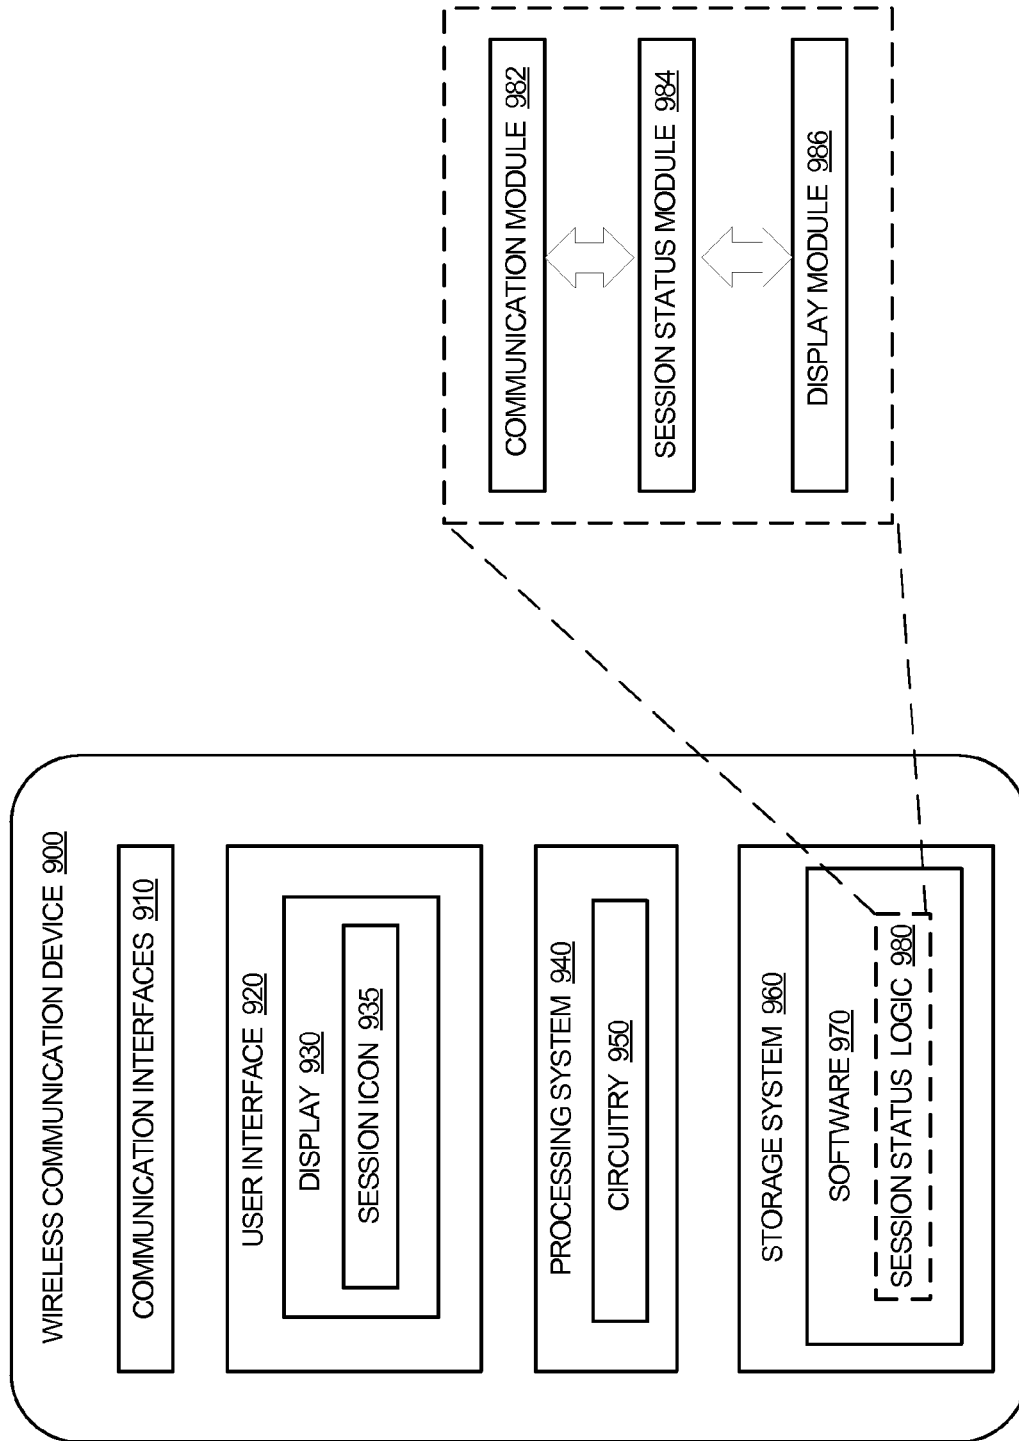 WIRELESS COMMUNICATION DEVICE 900
COMMUNICATION INTERFACES 910
USER INTERFACE 920
DISPLAY 930
SESSION ICON 935
PROCESSING SYSTEM 940
CIRCUITRY 950
STORAGE SYSTEM 960
SOFTWARE 970
SESSION STATUS LOGIC 980
COMMUNICATION MODULE 982
SESSION STATUS MODULE 984
DISPLAY MODULE 986